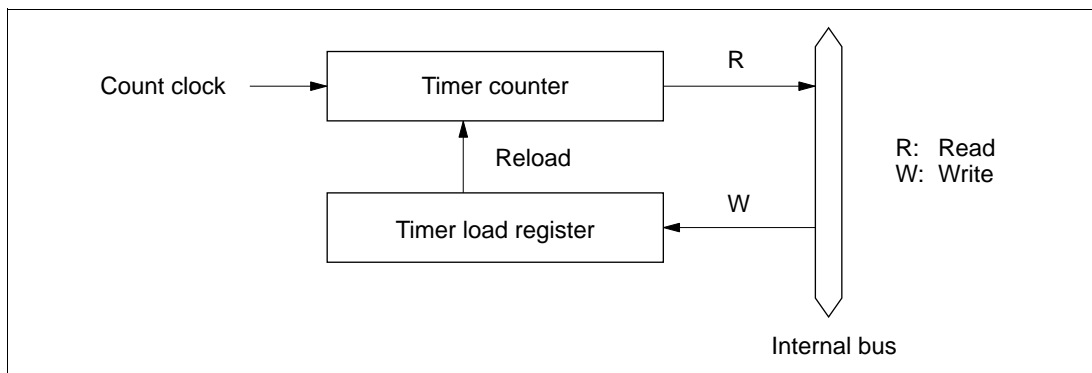 R
Count clock
Timer counter
Reload
R: Read
W: Write
W
Timer load register
Internal bus